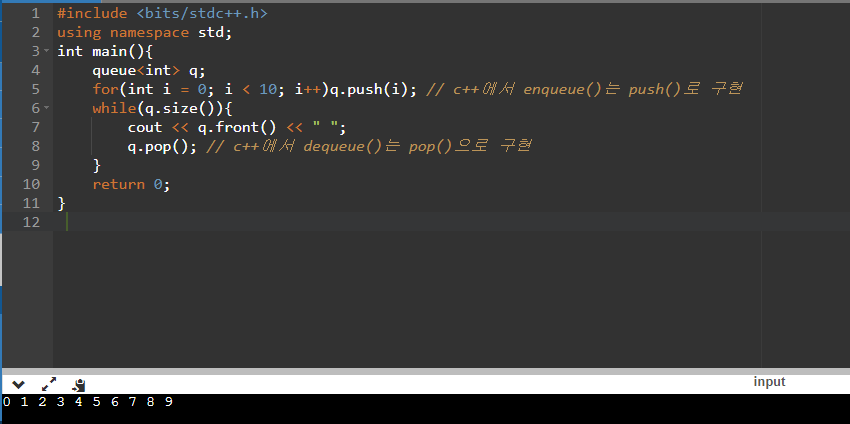 1 #include <bits/stdc++.h>
2 using namespace std;
3 int main(){
4     queue<int> q;
5     for(int i = 0; i < 10; i++)q.push(i); // c++에서 enqueue()는 push()로 구현
6     while(q.size()){
7         cout << q.front() << " ";
8         q.pop(); // c++에서 dequeue()는 pop()으로 구현
9     }
10     return 0;
11 }
12
input
0 1 2 3 4 5 6 7 8 9